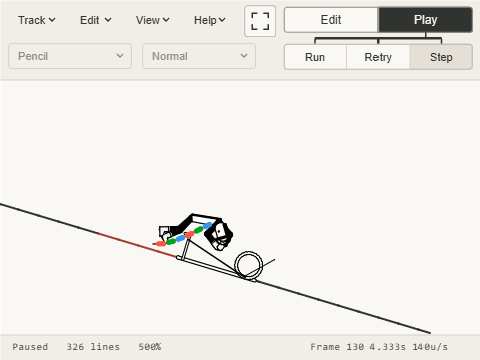 Track Edit View Help Edit Play
Pencil Normal Run Retry Step
Paused 326 lines 500% Frame 130 4.333s 140u/s